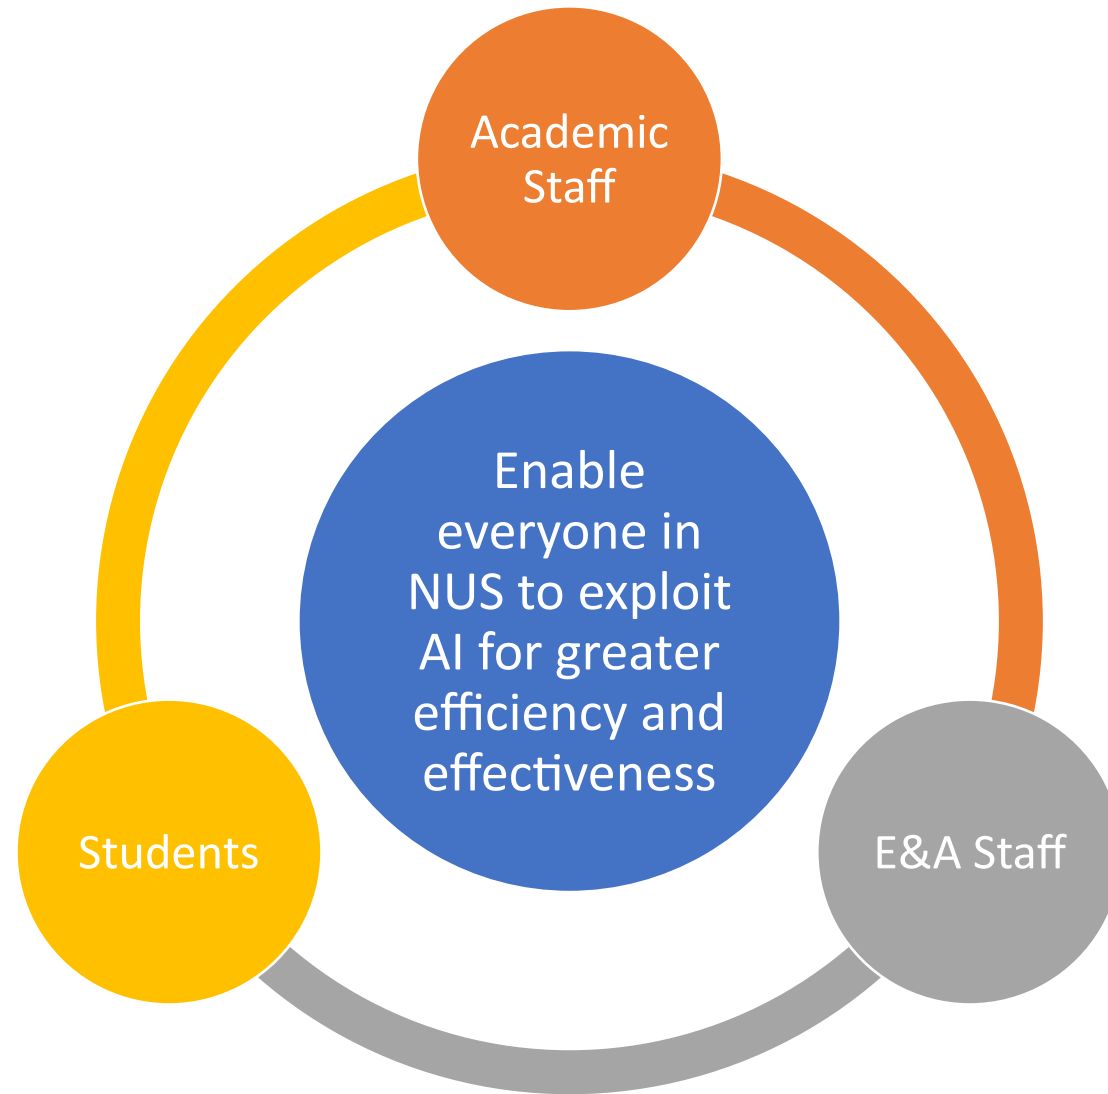 Academic
Staff
Enable
everyone in
NUS to exploit
AI for greater
efficiency and
effectiveness
Students
E&A Staff